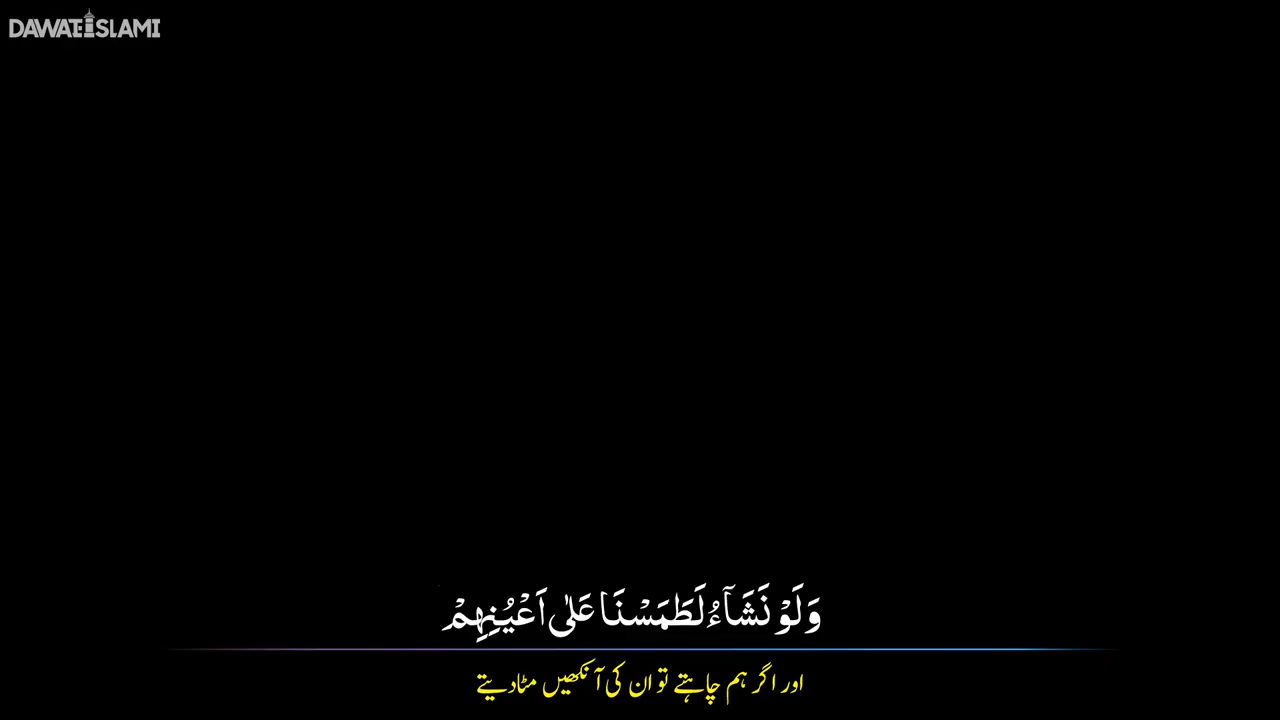 DAWATEISLAMI
وَلَوْ نَشَآءُ لَطَمَسْنَا عَلٰۤى اَعْیُنِهِمْ
اور اگر ہم چاہتے تو ان کی آنکھیں مٹادیتے